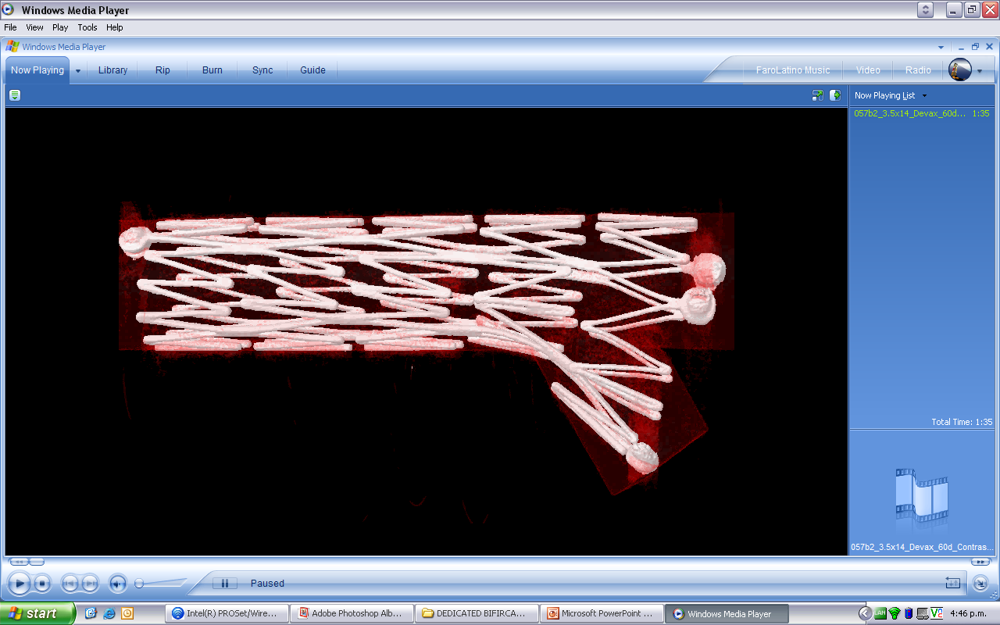 Windows Media Player
File View Play Tools Help
Windows Media Player
Now Playing Library Rip Burn Sync Guide FaroLatino Music Video Radio
Now Playing List
057b2_3.5x14_Devax_60d... 1:35
Total Time: 1:35
057b2_3.5x14_Devax_60d_Contras...
Paused
start Intel(R) PROSet/Wire... Adobe Photoshop Alb... DEDICATED BIFIRCA... Microsoft PowerPoint ... Windows Media Player LAN 4:46 p.m.